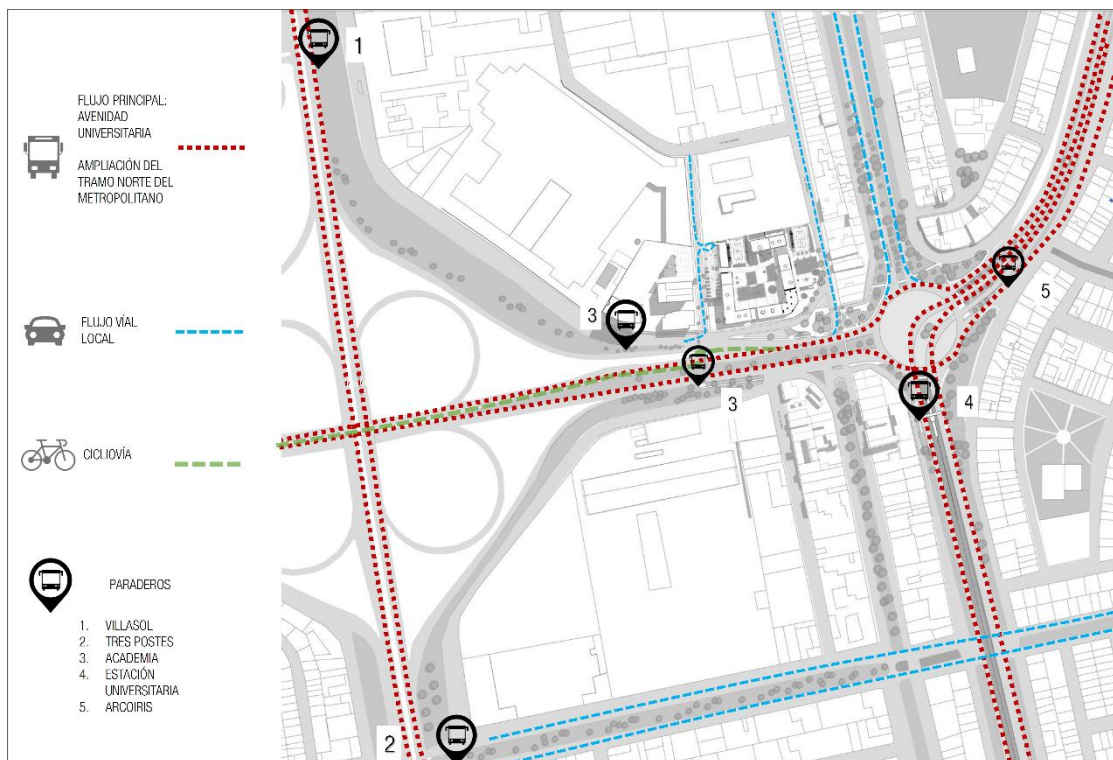 FLUJO PRINCIPAL:
AVENIDAD
UNIVERSITARIA
AMPLIACIÓN DEL
TRAMO NORTE DEL
METROPOLITANO
FLUJO VÍAL
LOCAL
CICLIOVÍA
PARADEROS
1. VILLASOL
2. TRES POSTES
3. ACADEMIA
4. ESTACIÓN
UNIVERSITARIA
5. ARCOIRIS
1
3
5
3
4
2